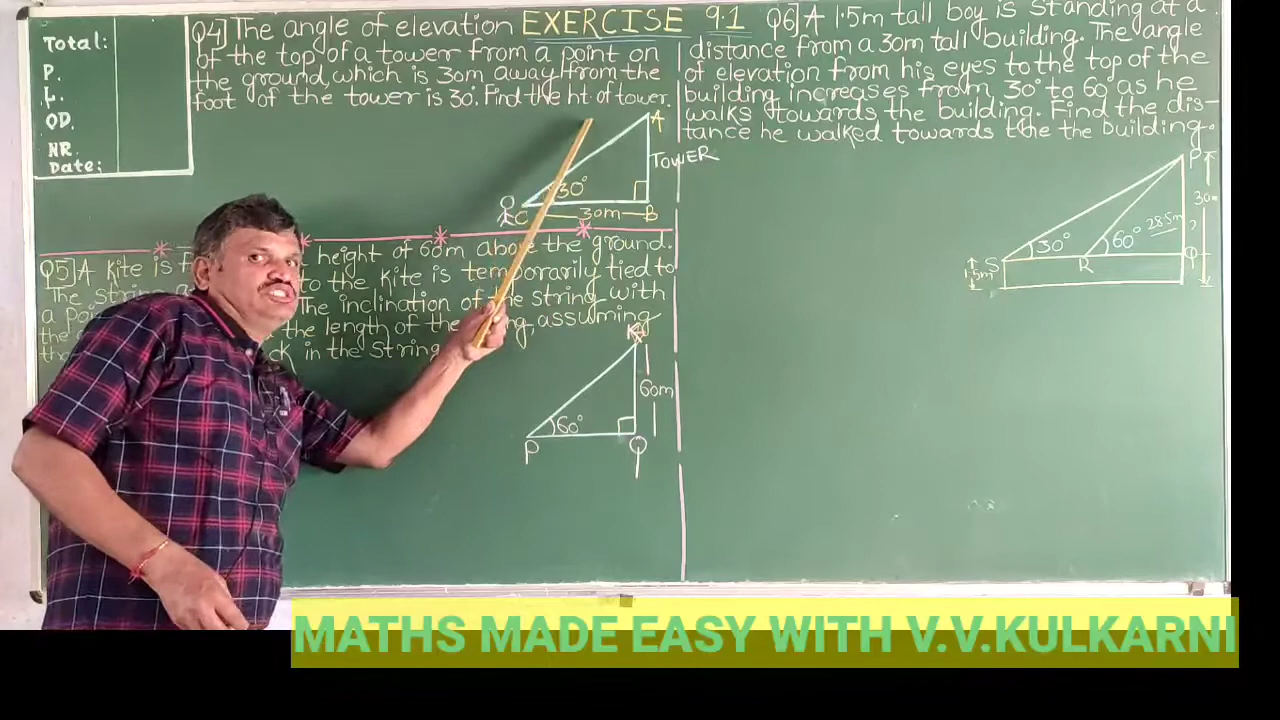 Total:
P.
L.
OD.
NR.
Date:
EXERCISE 9.1
Q4] The angle of elevation
of the top of a tower from a point on
the ground, which is 30m away from the
foot of the tower is 30°. Find the ht. of tower.
A
TOWER
30°
C
30m
B
Q5] A kite is height of 60m above the ground.
The string to the kite is temporarily tied to
a The inclination of the string with
the length of the assuming
in the string
K
60m
60°
P
Q
Q6] A 1.5m tall boy is standing at a
distance from a 30m tall building. The angle
of elevation from his eyes to the top of the
building increases from 30° to 60° as he
walks towards the building. Find the dis-
tance he walked towards the the building.
P
30
28.5m
30°
60°
S
R
Q
1.5m
MATHS MADE EASY WITH V.V.KULKARNI